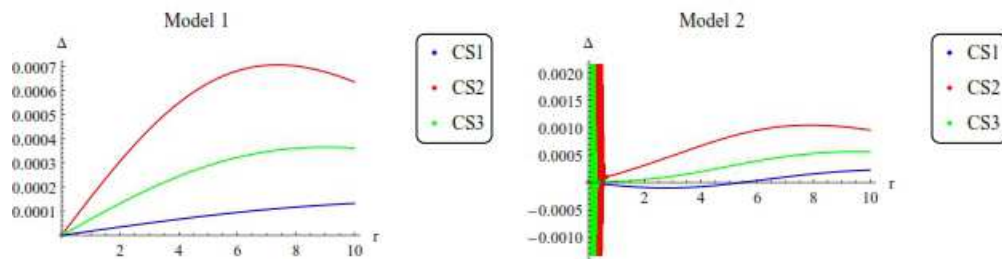 Model 1
Δ
0.0007
0.0006
0.0005
0.0004
0.0003
0.0002
0.0001
2 4 6 8 10
r
CS1
CS2
CS3
Model 2
Δ
0.0020
0.0015
0.0010
0.0005
−0.0005
−0.0010
2 4 6 8 10
r
CS1
CS2
CS3